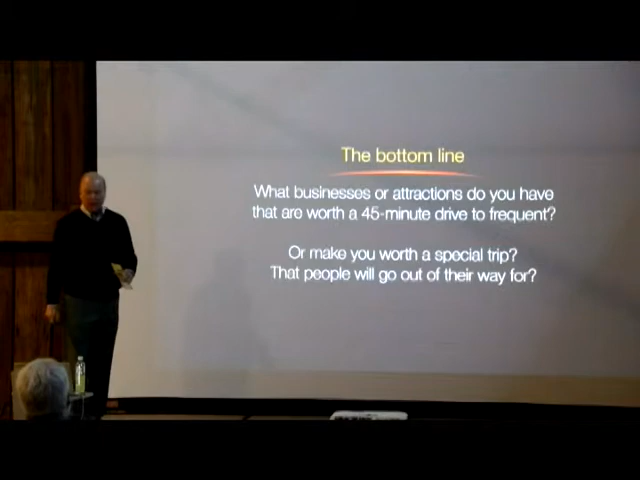 The bottom line
What businesses or attractions do you have
that are worth a 45-minute drive to frequent?
Or make you worth a special trip?
That people will go out of their way for?